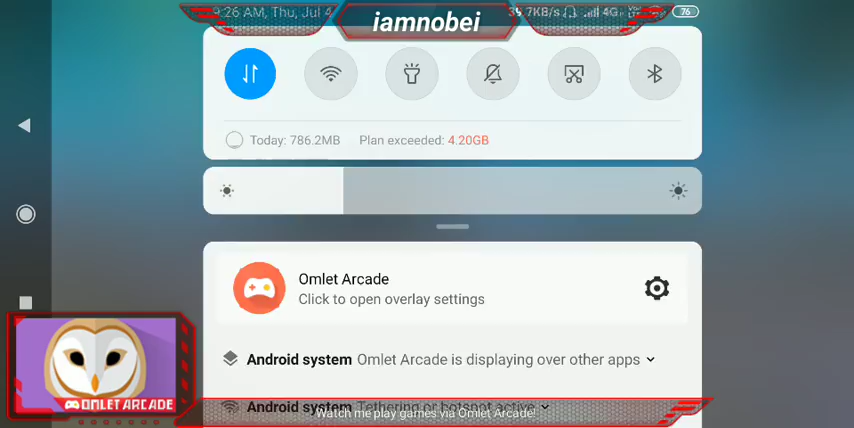 9:26 AM, Thu, Jul 4
iamnobei
4G
76
Today: 786.2MB Plan exceeded: 4.20GB
Omlet Arcade
Click to open overlay settings
Android system Omlet Arcade is displaying over other apps
OMLET ARCADE
Android system Tethering or hotspot active
Watch me play games via Omlet Arcade!